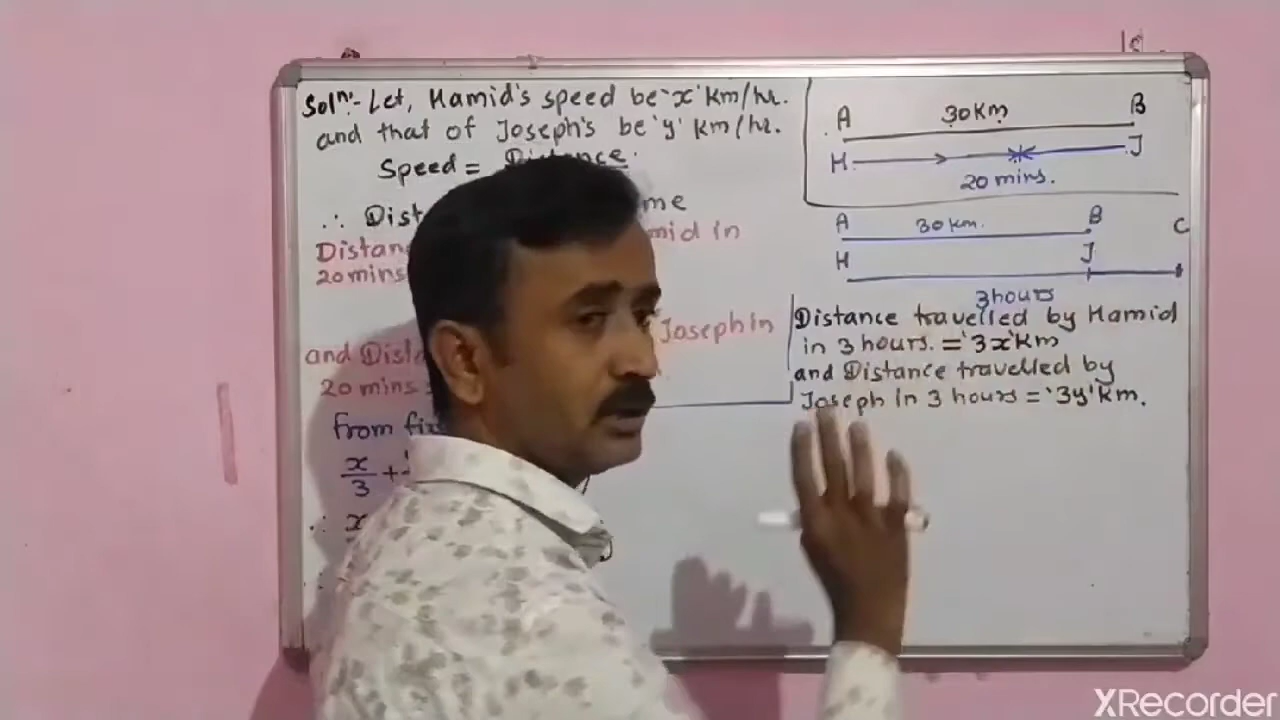 Solⁿ:- Let, Hamid's speed be 'x' km/hr.
and that of Joseph's be 'y' km/hr.
Speed = Distance
∴ Dist
Distan mid in
20 mins
Joseph in
and Dista
20 mins
from fir
x/3 +
∴ x
A 30 km B
H J
20 mins.
A 30 km. B C
H J
3 hours
Distance travelled by Hamid
in 3 hours. = '3x' km
and Distance travelled by
Joseph in 3 hours = '3y' km.
XRecorder